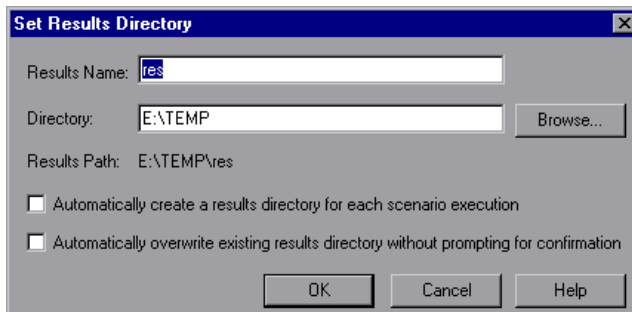 Set Results Directory
Results Name: res
Directory: E:\TEMP Browse...
Results Path: E:\TEMP\res
Automatically create a results directory for each scenario execution
Automatically overwrite existing results directory without prompting for confirmation
OK Cancel Help